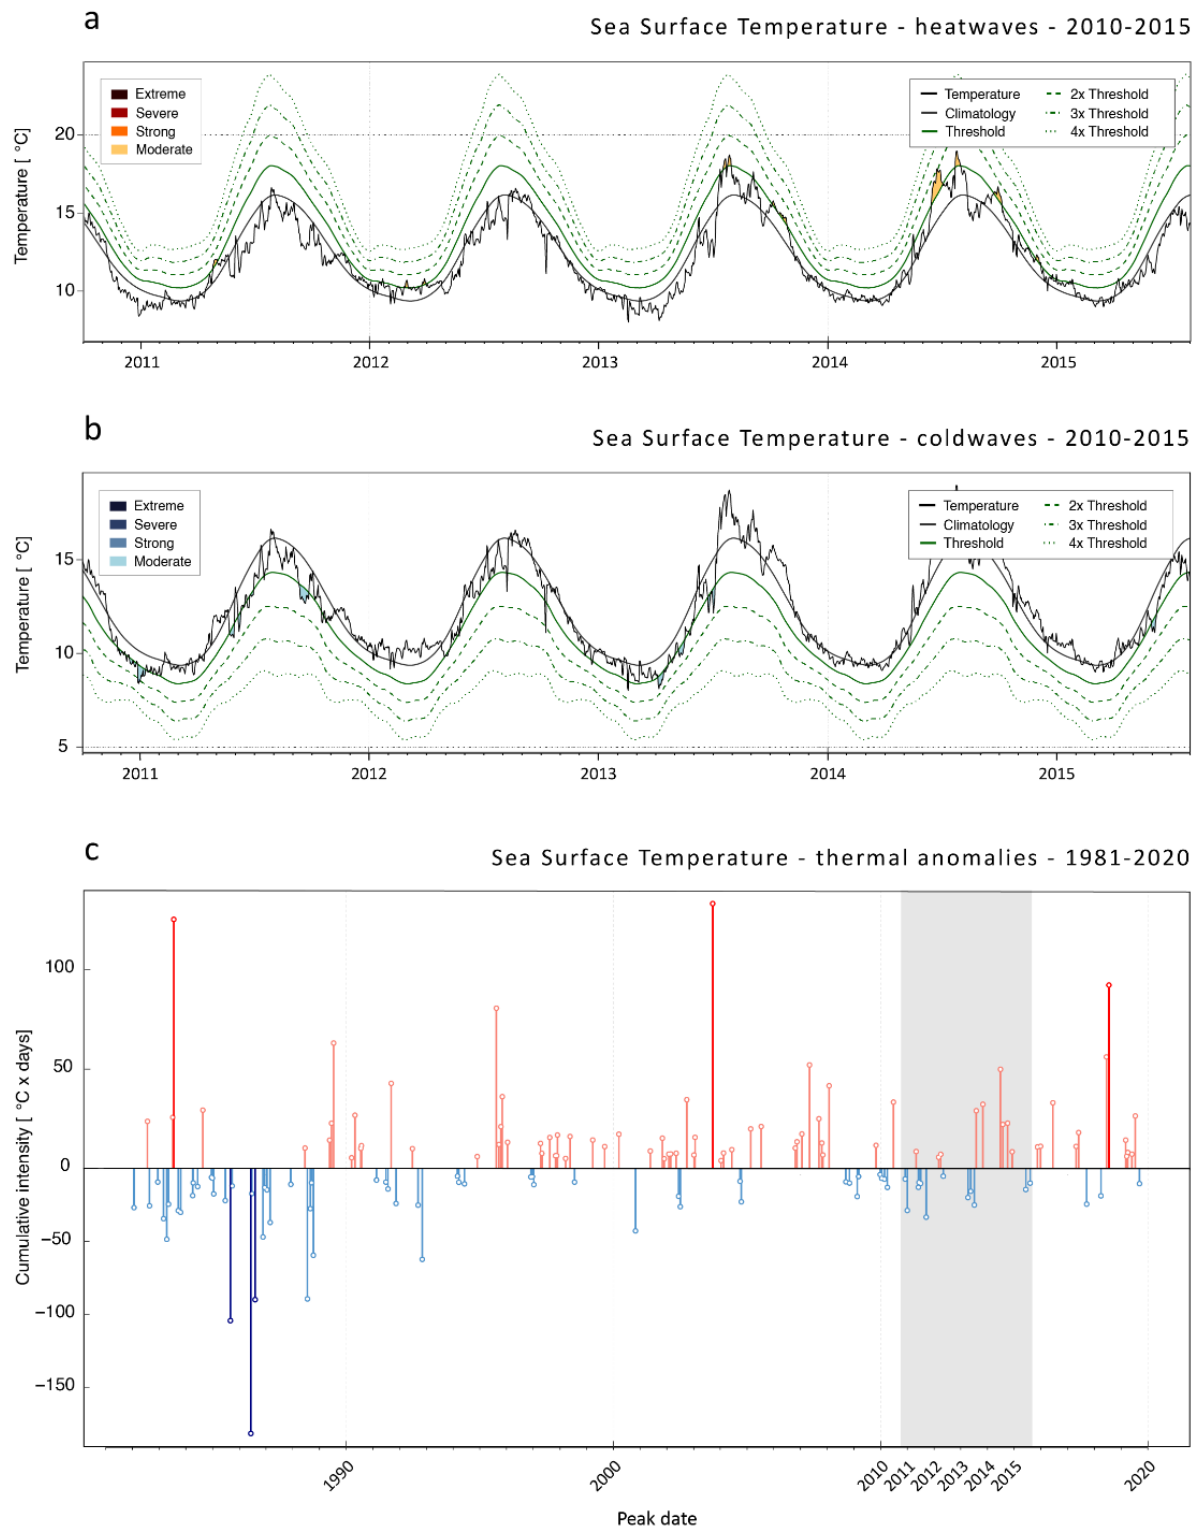 a
Sea Surface Temperature - heatwaves - 2010-2015
Extreme
Severe
Strong
Moderate
Temperature
Climatology
Threshold
2x Threshold
3x Threshold
4x Threshold
Temperature [ °C]
20
15
10
2011 2012 2013 2014 2015
b
Sea Surface Temperature - coldwaves - 2010-2015
Extreme
Severe
Strong
Moderate
Temperature
Climatology
Threshold
2x Threshold
3x Threshold
4x Threshold
Temperature [ °C]
15
10
5
2011 2012 2013 2014 2015
c
Sea Surface Temperature - thermal anomalies - 1981-2020
Cumulative intensity [ °C x days]
100
50
0
−50
−100
−150
1990 2000 2010 2011 2012 2013 2014 2015 2020
Peak date